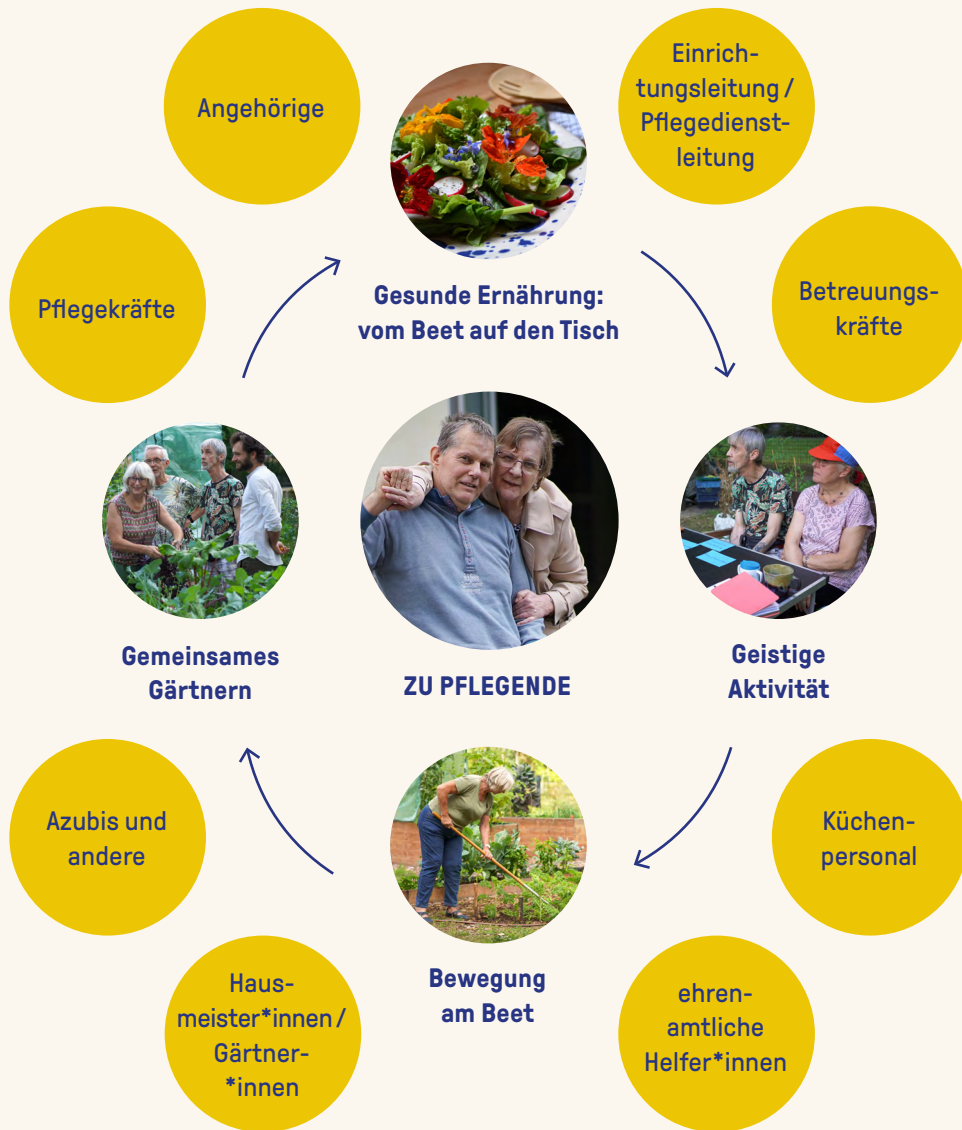 Angehörige
Einrich-
tungsleitung /
Pflegedienst-
leitung
Pflegekräfte
Gesunde Ernährung:
vom Beet auf den Tisch
Betreuungs-
kräfte
Gemeinsames
Gärtnern
ZU PFLEGENDE
Geistige
Aktivität
Azubis und
andere
Küchen-
personal
Haus-
meister*innen /
Gärtner-
*innen
Bewegung
am Beet
ehren-
amtliche
Helfer*innen